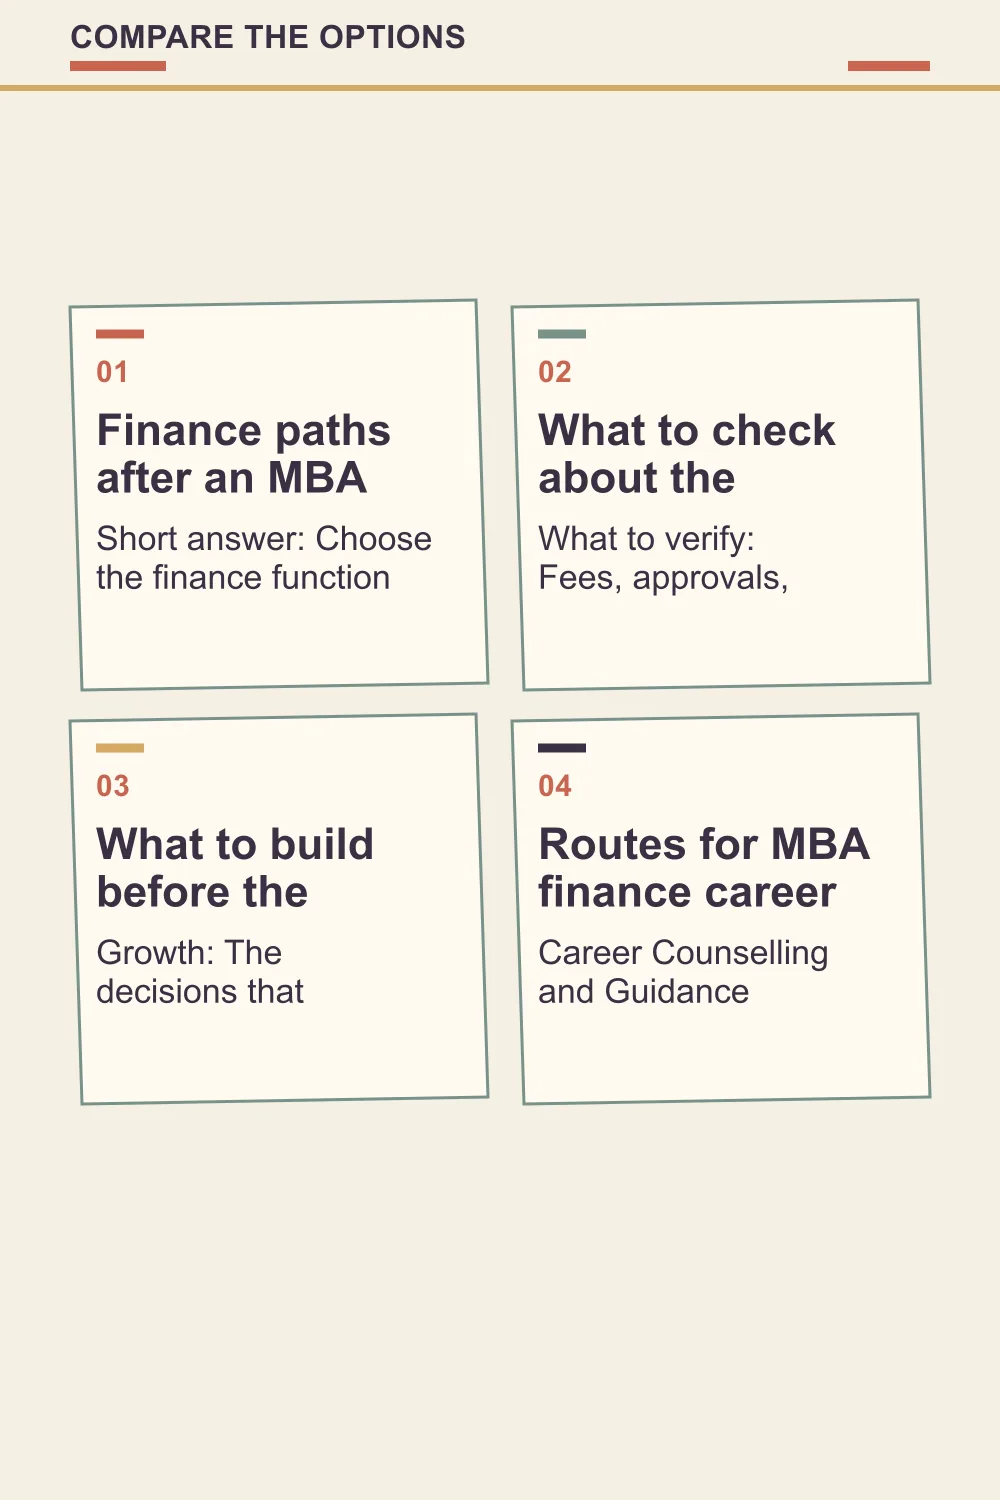 COMPARE THE OPTIONS
01
Finance paths
after an MBA
Short answer: Choose
the finance function
02
What to check
about the
What to verify:
Fees, approvals,
03
What to build
before the
Growth: The
decisions that
04
Routes for MBA
finance career
Career Counselling
and Guidance